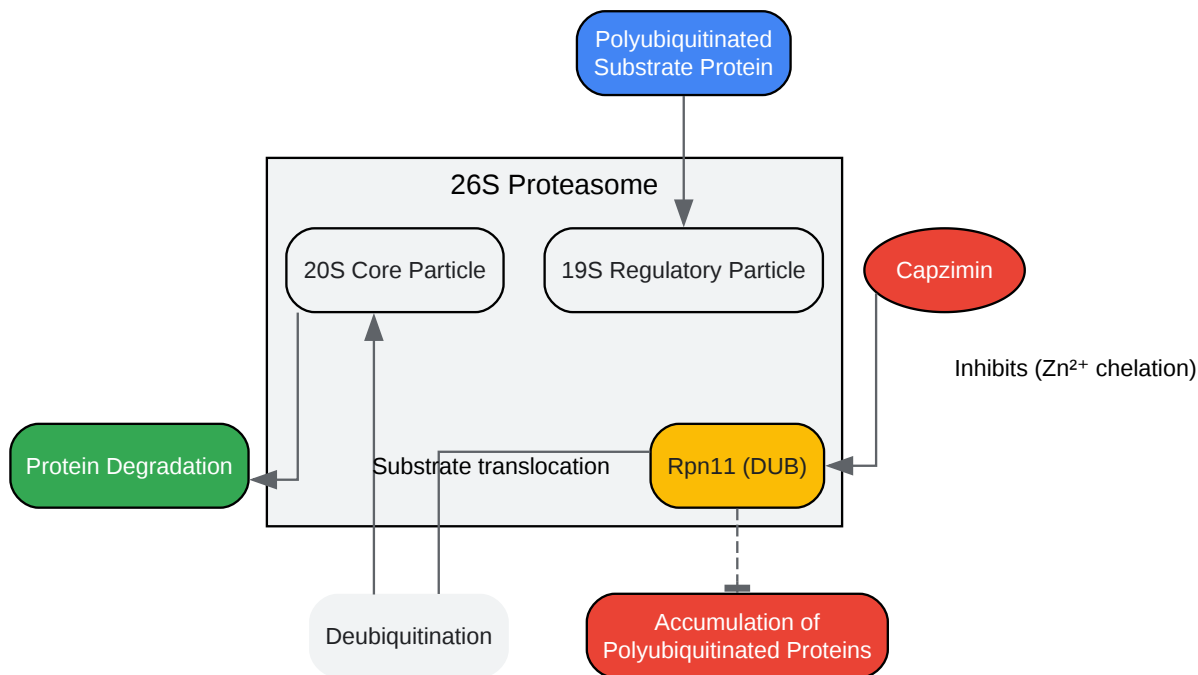 Polyubiquitinated
Substrate Protein
26S Proteasome
20S Core Particle
19S Regulatory Particle
Capzimin
Inhibits (Zn²⁺ chelation)
Protein Degradation
Substrate translocation
Rpn11 (DUB)
Deubiquitination
Accumulation of
Polyubiquitinated Proteins